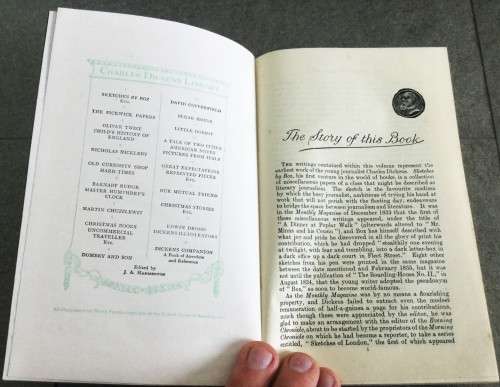 CHARLES DICKENS LIBRARY
SKETCHES BY BOZ
Etc.
THE PICKWICK PAPERS
OLIVER TWIST
CHILD'S HISTORY OF
ENGLAND
NICHOLAS NICKLEBY
OLD CURIOSITY SHOP
HARD TIMES
BARNABY RUDGE
MASTER HUMPHREY'S
CLOCK
MARTIN CHUZZLEWIT
CHRISTMAS BOOKS
UNCOMMERCIAL
TRAVELLER
Etc.
DOMBEY AND SON
DAVID COPPERFIELD
BLEAK HOUSE
LITTLE DORRIT
A TALE OF TWO CITIES
AMERICAN NOTES
PICTURES FROM ITALY
GREAT EXPECTATIONS
REPRINTED PIECES
Etc.
OUR MUTUAL FRIEND
CHRISTMAS STORIES
Etc.
EDWIN DROOD
DICKENS ILLUSTRATORS
DICKENS COMPANION
A Book of Anecdote
and Reference
Edited by
J. A. HAMMERTON
The Story of this Book
THE writings contained within this volume represent the
earliest work of the young journalist Charles Dickens. Sketches
by Boz, his first venture in the world of books, is a collection
of miscellaneous papers of a class that might be described as
literary journalism. The sketch is the favourite medium
by which the best journalist, ambitious of trying his hand at
work that will not perish with the fleeting day, endeavours
to bridge the space between journalism and literature. It was
in the Monthly Magazine of December 1833 that the first of
these miscellaneous writings appeared, under the title of
"A Dinner at Poplar Walk" (afterwards altered to "Mr.
Minns and his Cousin"), and Boz has himself described with
what joy and pride he discovered in all the glory of print his
contribution, which he had dropped "stealthily one evening
at twilight, with fear and trembling, into a dark letter-box in
a dark office up a dark court in Fleet Street." Eight other
sketches from his pen were printed in the same magazine
between the date mentioned and February 1835, but it was
not until the publication of "The Boarding-House No. II," in
August 1834, that the young writer adopted the pseudonym
of "Boz," so soon to become world-famous.
As the Monthly Magazine was by no means a flourishing
property, and Dickens failed to extract even the modest
remuneration of half-a-guinea a page for his contributions,
much though these were appreciated by the editor, he was
glad to make an arrangement with the editor of the Evening
Chronicle, about to be started by the proprietors of the Morning
Chronicle on which he had become a reporter, to take a series
entitled, "Sketches of London," the first of which appeared